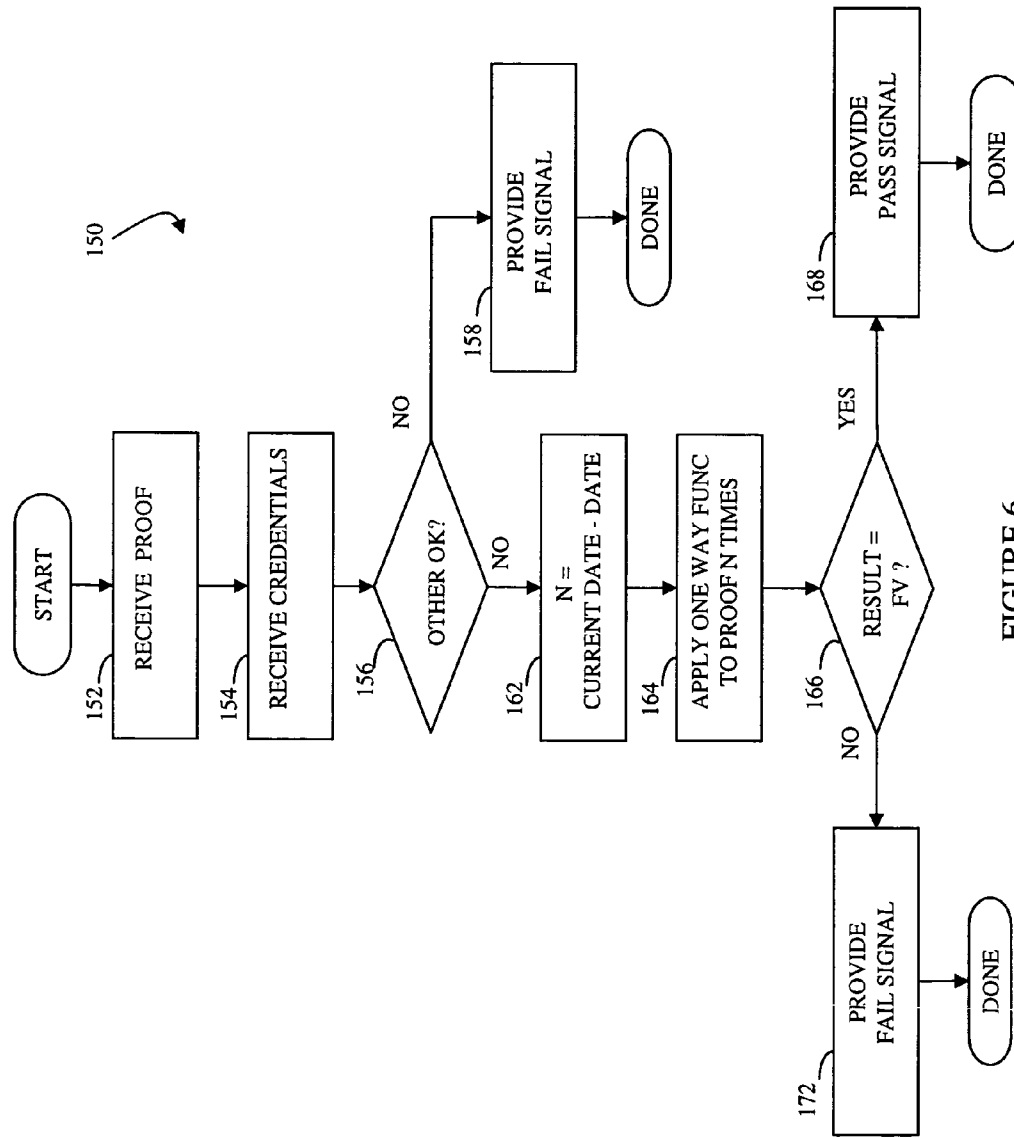 150
START
152
RECEIVE PROOF
154
RECEIVE CREDENTIALS
156
OTHER OK?
NO
NO
158
PROVIDE
FAIL SIGNAL
DONE
162
N =
CURRENT DATE - DATE
164
APPLY ONE WAY FUNC
TO PROOF N TIMES
166
RESULT =
FV ?
NO
YES
172
PROVIDE
FAIL SIGNAL
DONE
168
PROVIDE
PASS SIGNAL
DONE
FIGURE 6